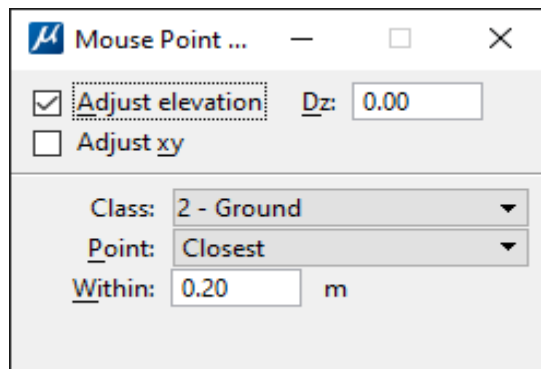 μ Mouse Point ...
Adjust elevation Dz: 0.00
Adjust xy
Class: 2 - Ground
Point: Closest
Within: 0.20 m